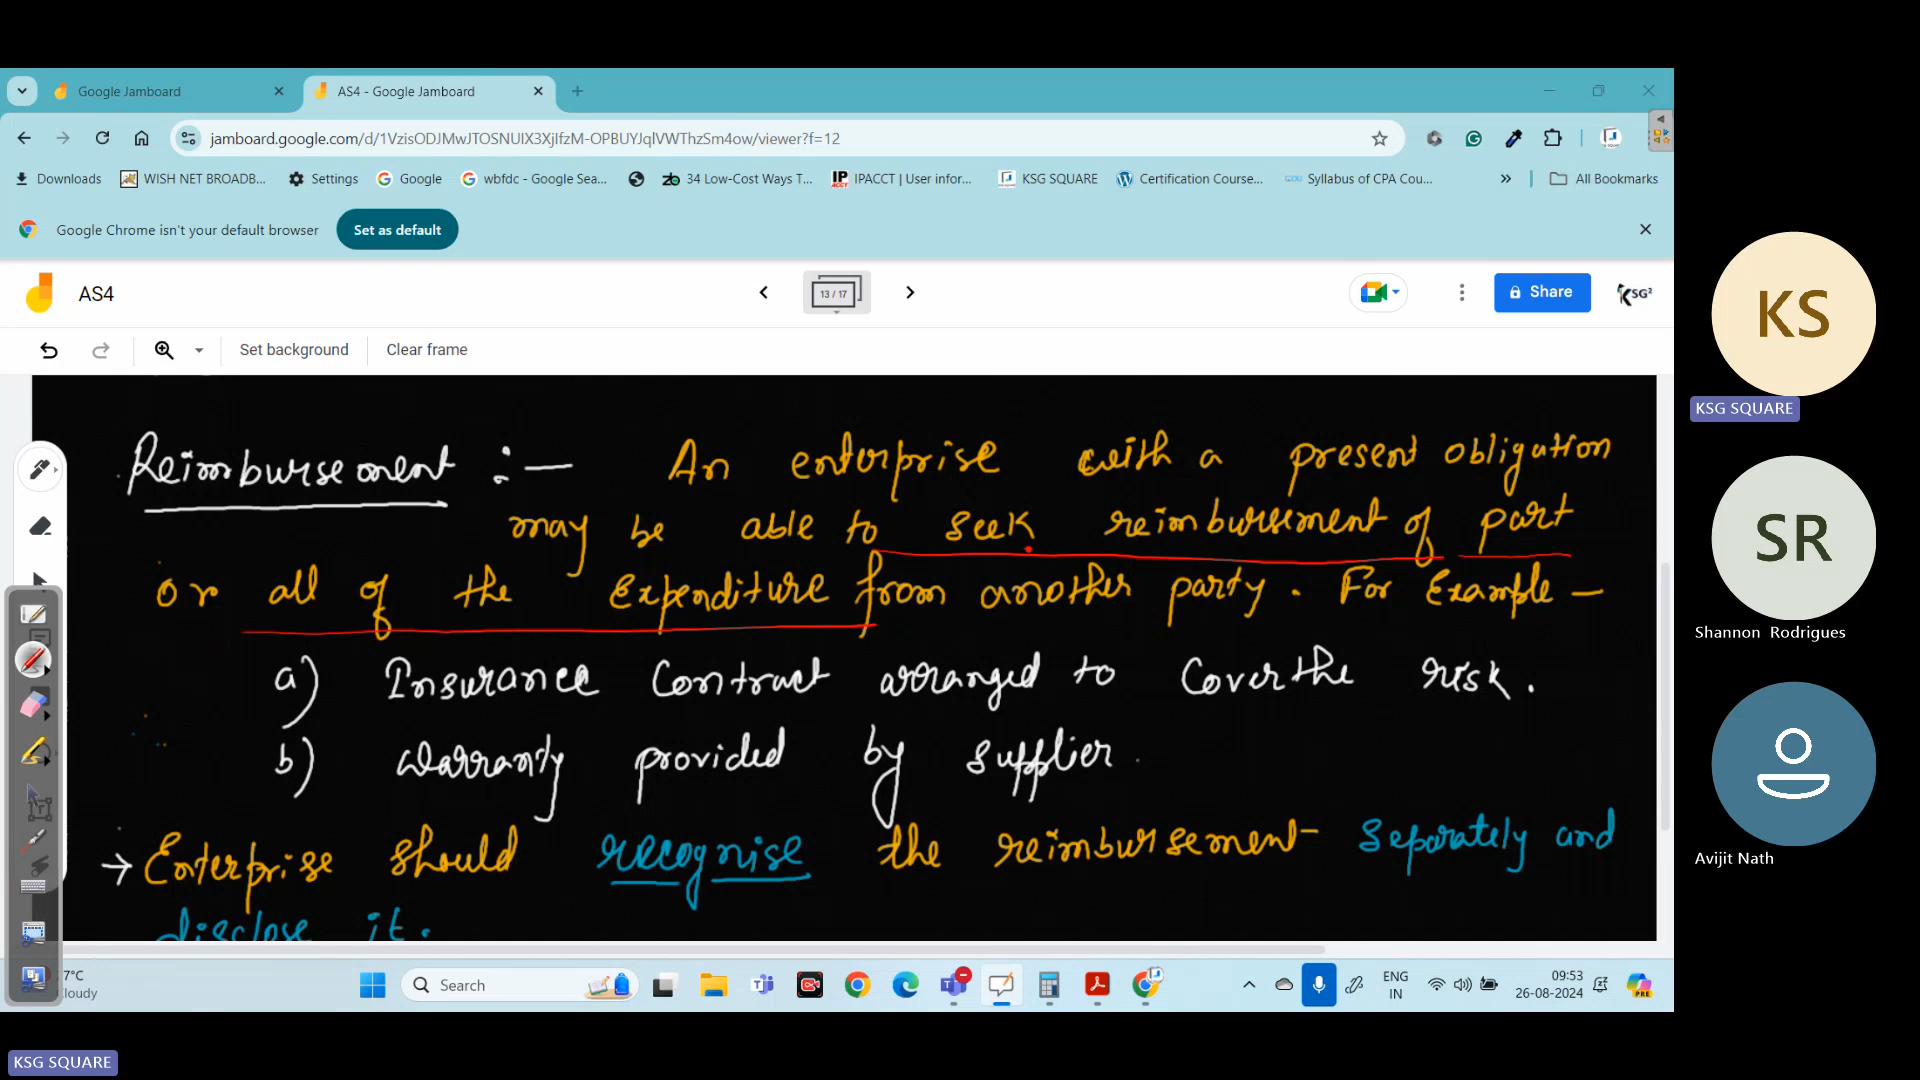 Google Jamboard
AS4 - Google Jamboard
jamboard.google.com/d/1VzisODJMwJTOSNUIX3XjIfzM-OPBUYJqlVWThzSm4ow/viewer?f=12
Downloads WISH NET BROADB... Settings Google wbfdc - Google Sea... 34 Low-Cost Ways T... IPACCT | User infor... KSG SQUARE Certification Course... Syllabus of CPA Cou... » All Bookmarks
Google Chrome isn't your default browser Set as default
AS4 13 / 17 Share KSG²
Set background Clear frame
Reimbursement :— An enterprise with a present obligation
may be able to seek reimbursement of part
or all of the Expenditure from another party. For Example —
a) Insurance Contract arranged to Cover the risk.
b) Warranty provided by supplier
→ Enterprise should recognise the reimbursement Separately and
disclose it.
KS
KSG SQUARE
SR
Shannon Rodrigues
Avijit Nath
7°C
Cloudy
Search
ENG
IN
09:53
26-08-2024
PRE
KSG SQUARE